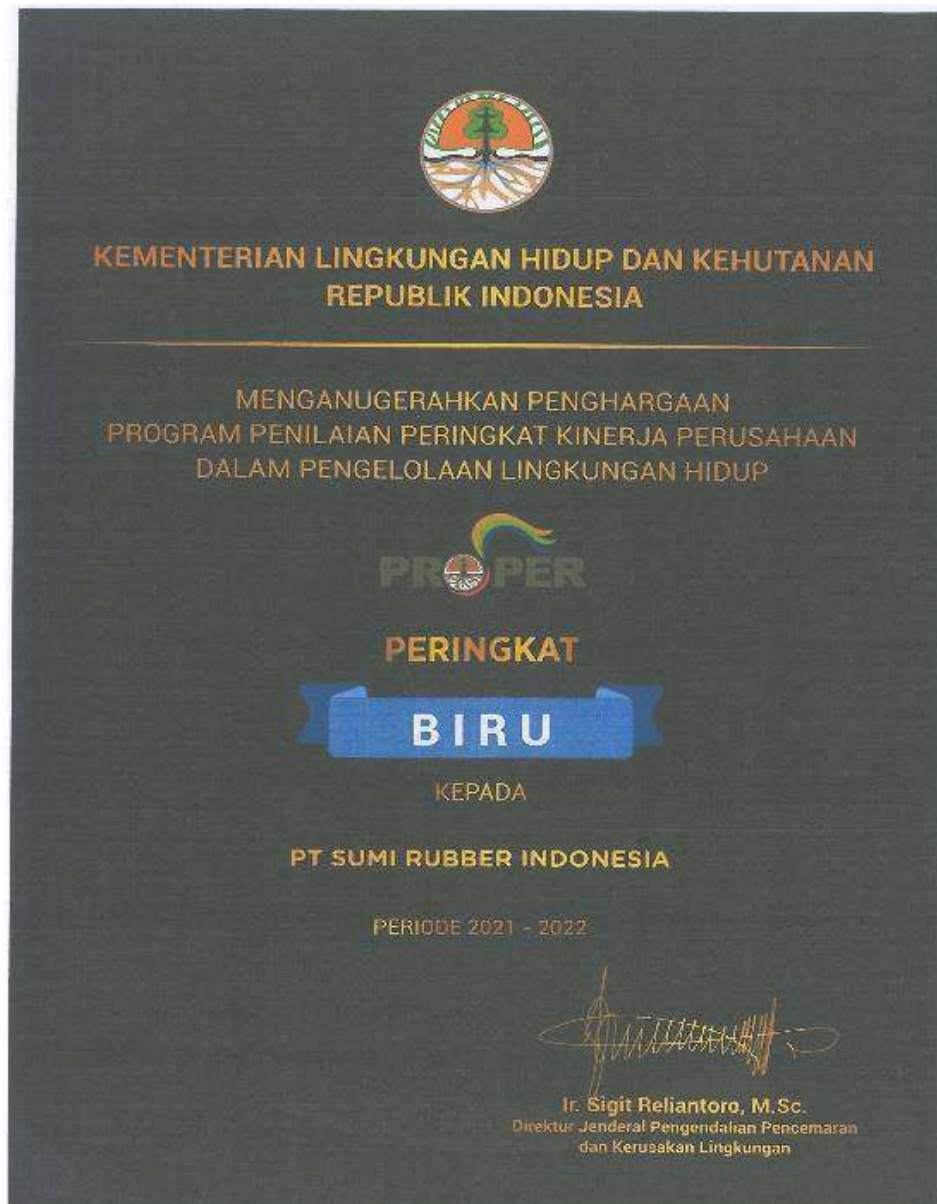 KEMENTERIAN LINGKUNGAN HIDUP DAN KEHUTANAN
REPUBLIK INDONESIA
MENGANUGERAHKAN PENGHARGAAN
PROGRAM PENILAIAN PERINGKAT KINERJA PERUSAHAAN
DALAM PENGELOLAAN LINGKUNGAN HIDUP
PROPER
PERINGKAT
BIRU
KEPADA
PT SUMI RUBBER INDONESIA
PERIODE 2021 - 2022
Ir. Sigit Reliantoro, M.Sc.
Direktur Jenderal Pengendalian Pencemaran
dan Kerusakan Lingkungan